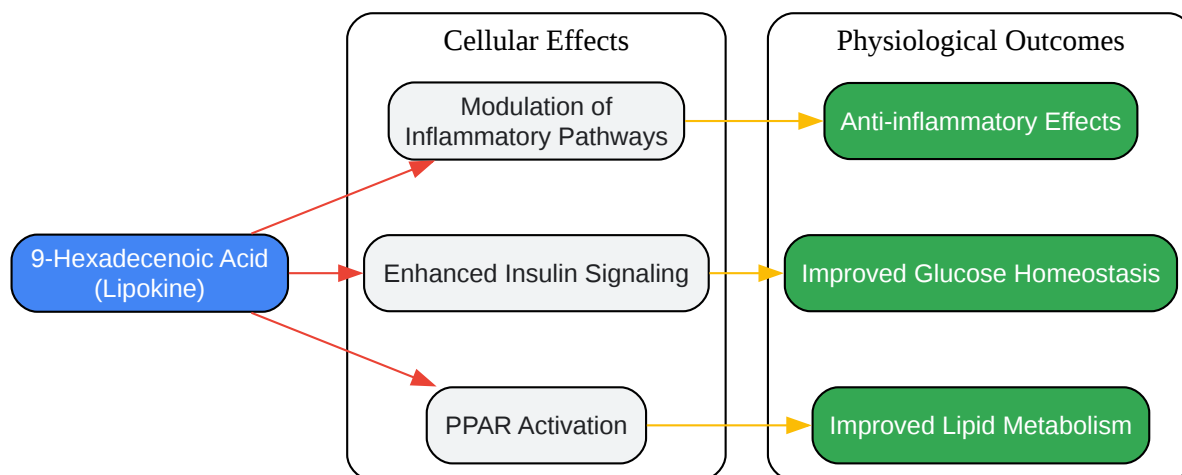 Cellular Effects
Physiological Outcomes
Modulation of
Inflammatory Pathways
Anti-inflammatory Effects
9-Hexadecenoic Acid
(Lipokine)
Enhanced Insulin Signaling
Improved Glucose Homeostasis
PPAR Activation
Improved Lipid Metabolism